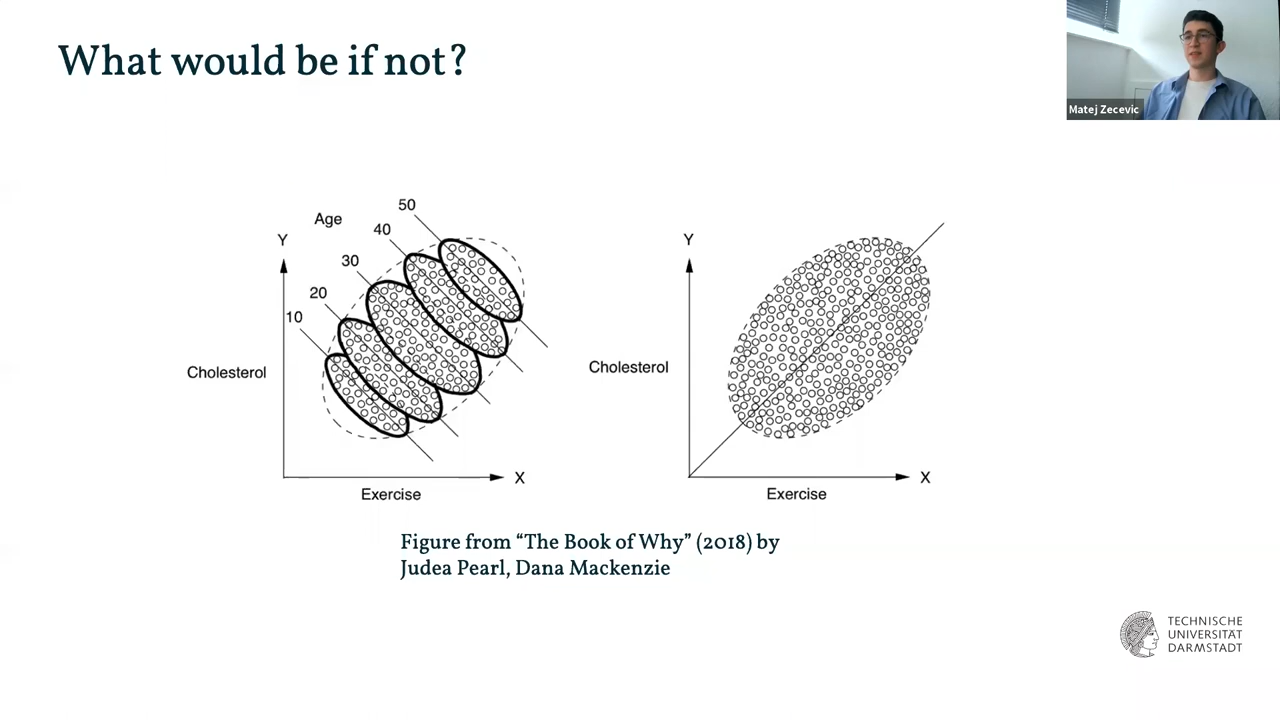 What would be if not?
Matej Zecevic
Age
50
40
30
20
10
Y
Cholesterol
X
Exercise
Y
Cholesterol
X
Exercise
Figure from “The Book of Why” (2018) by
Judea Pearl, Dana Mackenzie
TECHNISCHE
UNIVERSITÄT
DARMSTADT